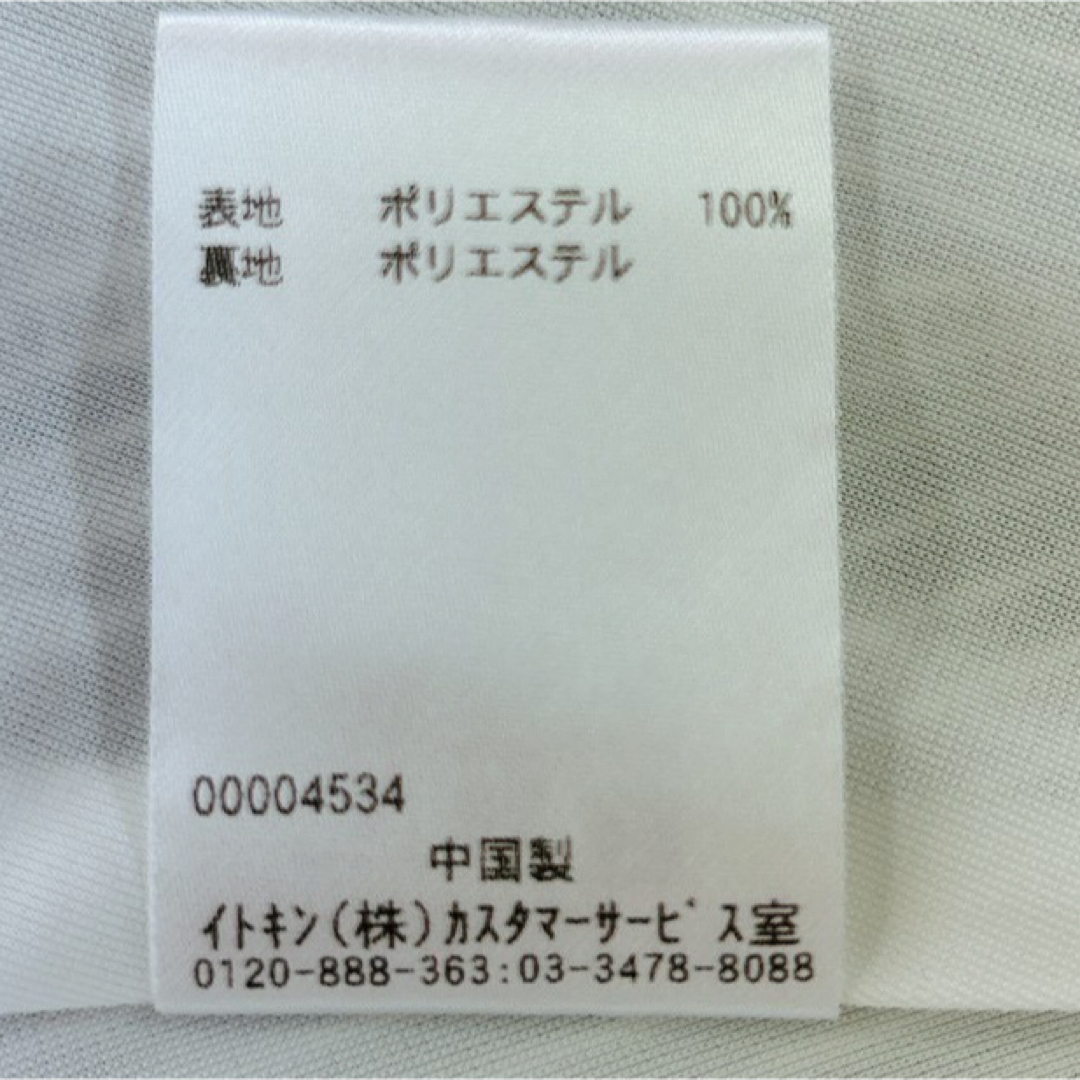 表地 ポリエステル 100%
裏地 ポリエステル
00004534
中国製
イトキン(株)カスタマーサービス室
0120-888-363:03-3478-8088